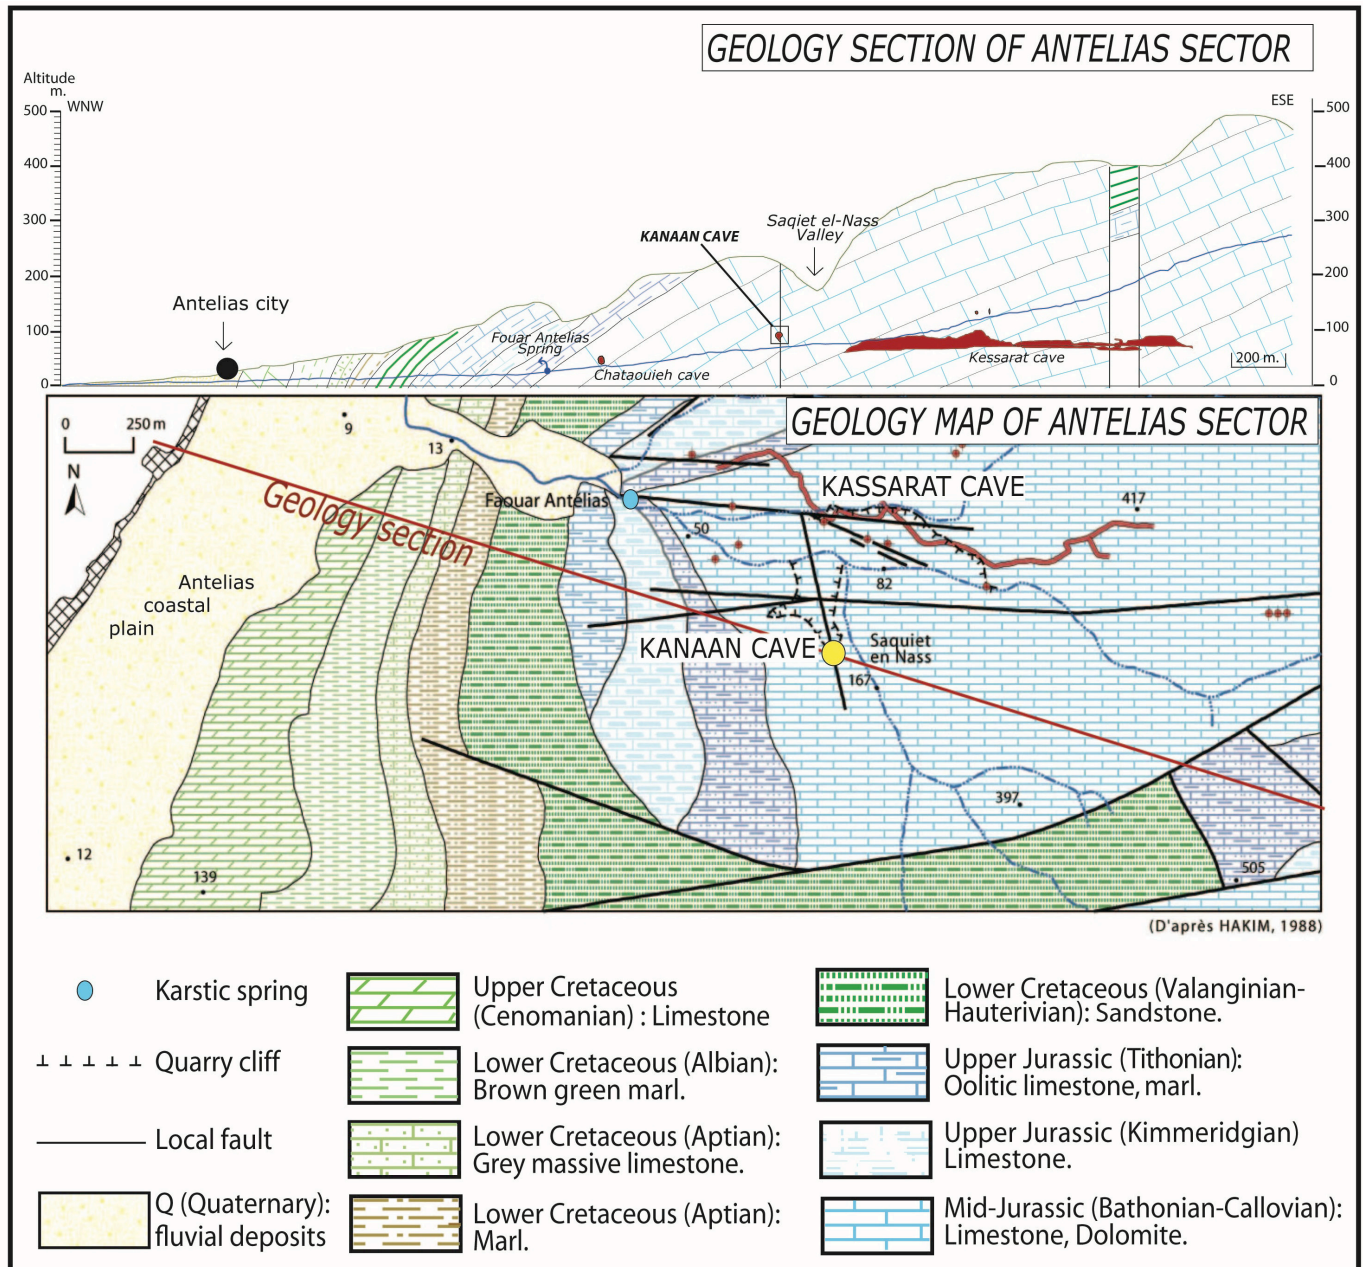 GEOLOGY SECTION OF ANTELIAS SECTOR
Altitude
m.
WNW
ESE
500
400
300
200
100
0
500
400
300
200
100
0
Antelias city
Fouar Antelias
Spring
Chataouieh cave
KANAAN CAVE
Saqiet el-Nass
Valley
Kessarat cave
200 m.
GEOLOGY MAP OF ANTELIAS SECTOR
0 250 m
N
9
13
Geology section
Faouar Antélias
50
KASSARAT CAVE
417
82
Antelias
coastal
plain
KANAAN CAVE
Saquiet
en Nass
167
397
12
139
505
(D'après HAKIM, 1988)
Karstic spring
Quarry cliff
Local fault
Q (Quaternary):
fluvial deposits
Upper Cretaceous
(Cenomanian) : Limestone
Lower Cretaceous (Albian):
Brown green marl.
Lower Cretaceous (Aptian):
Grey massive limestone.
Lower Cretaceous (Aptian):
Marl.
Lower Cretaceous (Valanginian-
Hauterivian): Sandstone.
Upper Jurassic (Tithonian):
Oolitic limestone, marl.
Upper Jurassic (Kimmeridgian)
Limestone.
Mid-Jurassic (Bathonian-Callovian):
Limestone, Dolomite.